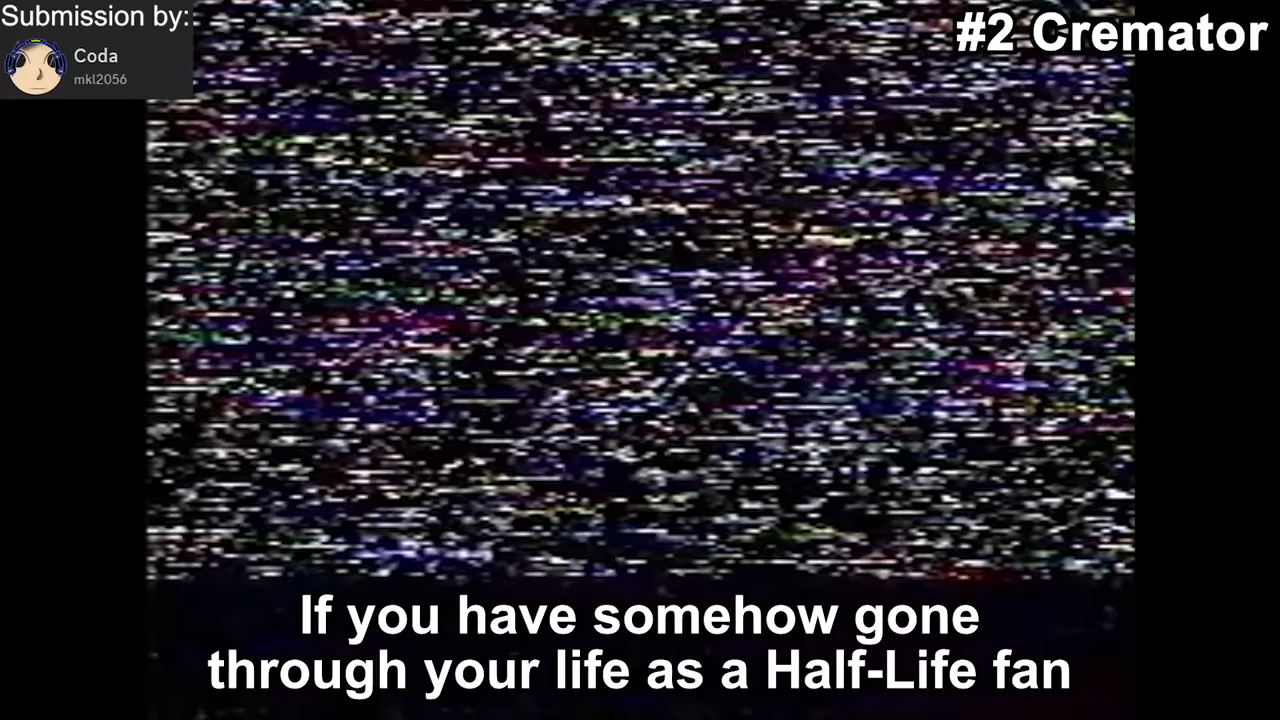 Submission by:
Coda
mkl2056
#2 Cremator
If you have somehow gone
through your life as a Half-Life fan